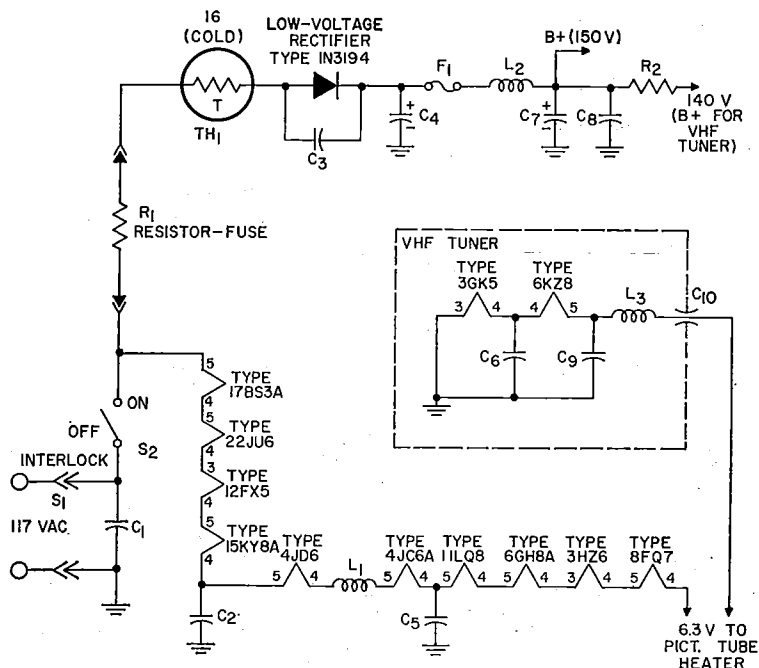 16
(COLD)
T
TH1
LOW-VOLTAGE
RECTIFIER
TYPE IN3194
C3
+
C4
-
F1
L2
B+(150 V)
+
C7
-
C8
R2
140 V
(B+ FOR
VHF
TUNER)
R1
RESISTOR-FUSE
VHF TUNER
TYPE
3GK5
3 4
TYPE
6KZ8
4 5
L3
C10
C6
C9
ON
OFF
S2
INTERLOCK
S1
117 VAC
C1
5
TYPE
17BS3A
4
5
TYPE
22JU6
4
3
TYPE
12FX5
4
5
TYPE
15KY8A
4
C2
TYPE
4JD6
5 4
L1
TYPE
4JC6A
5 4
C5
TYPE
11LQ8
5 4
TYPE
6GH8A
5 4
TYPE
3HZ6
3 4
TYPE
8FQ7
5 4
6.3 V TO
PICT. TUBE
HEATER